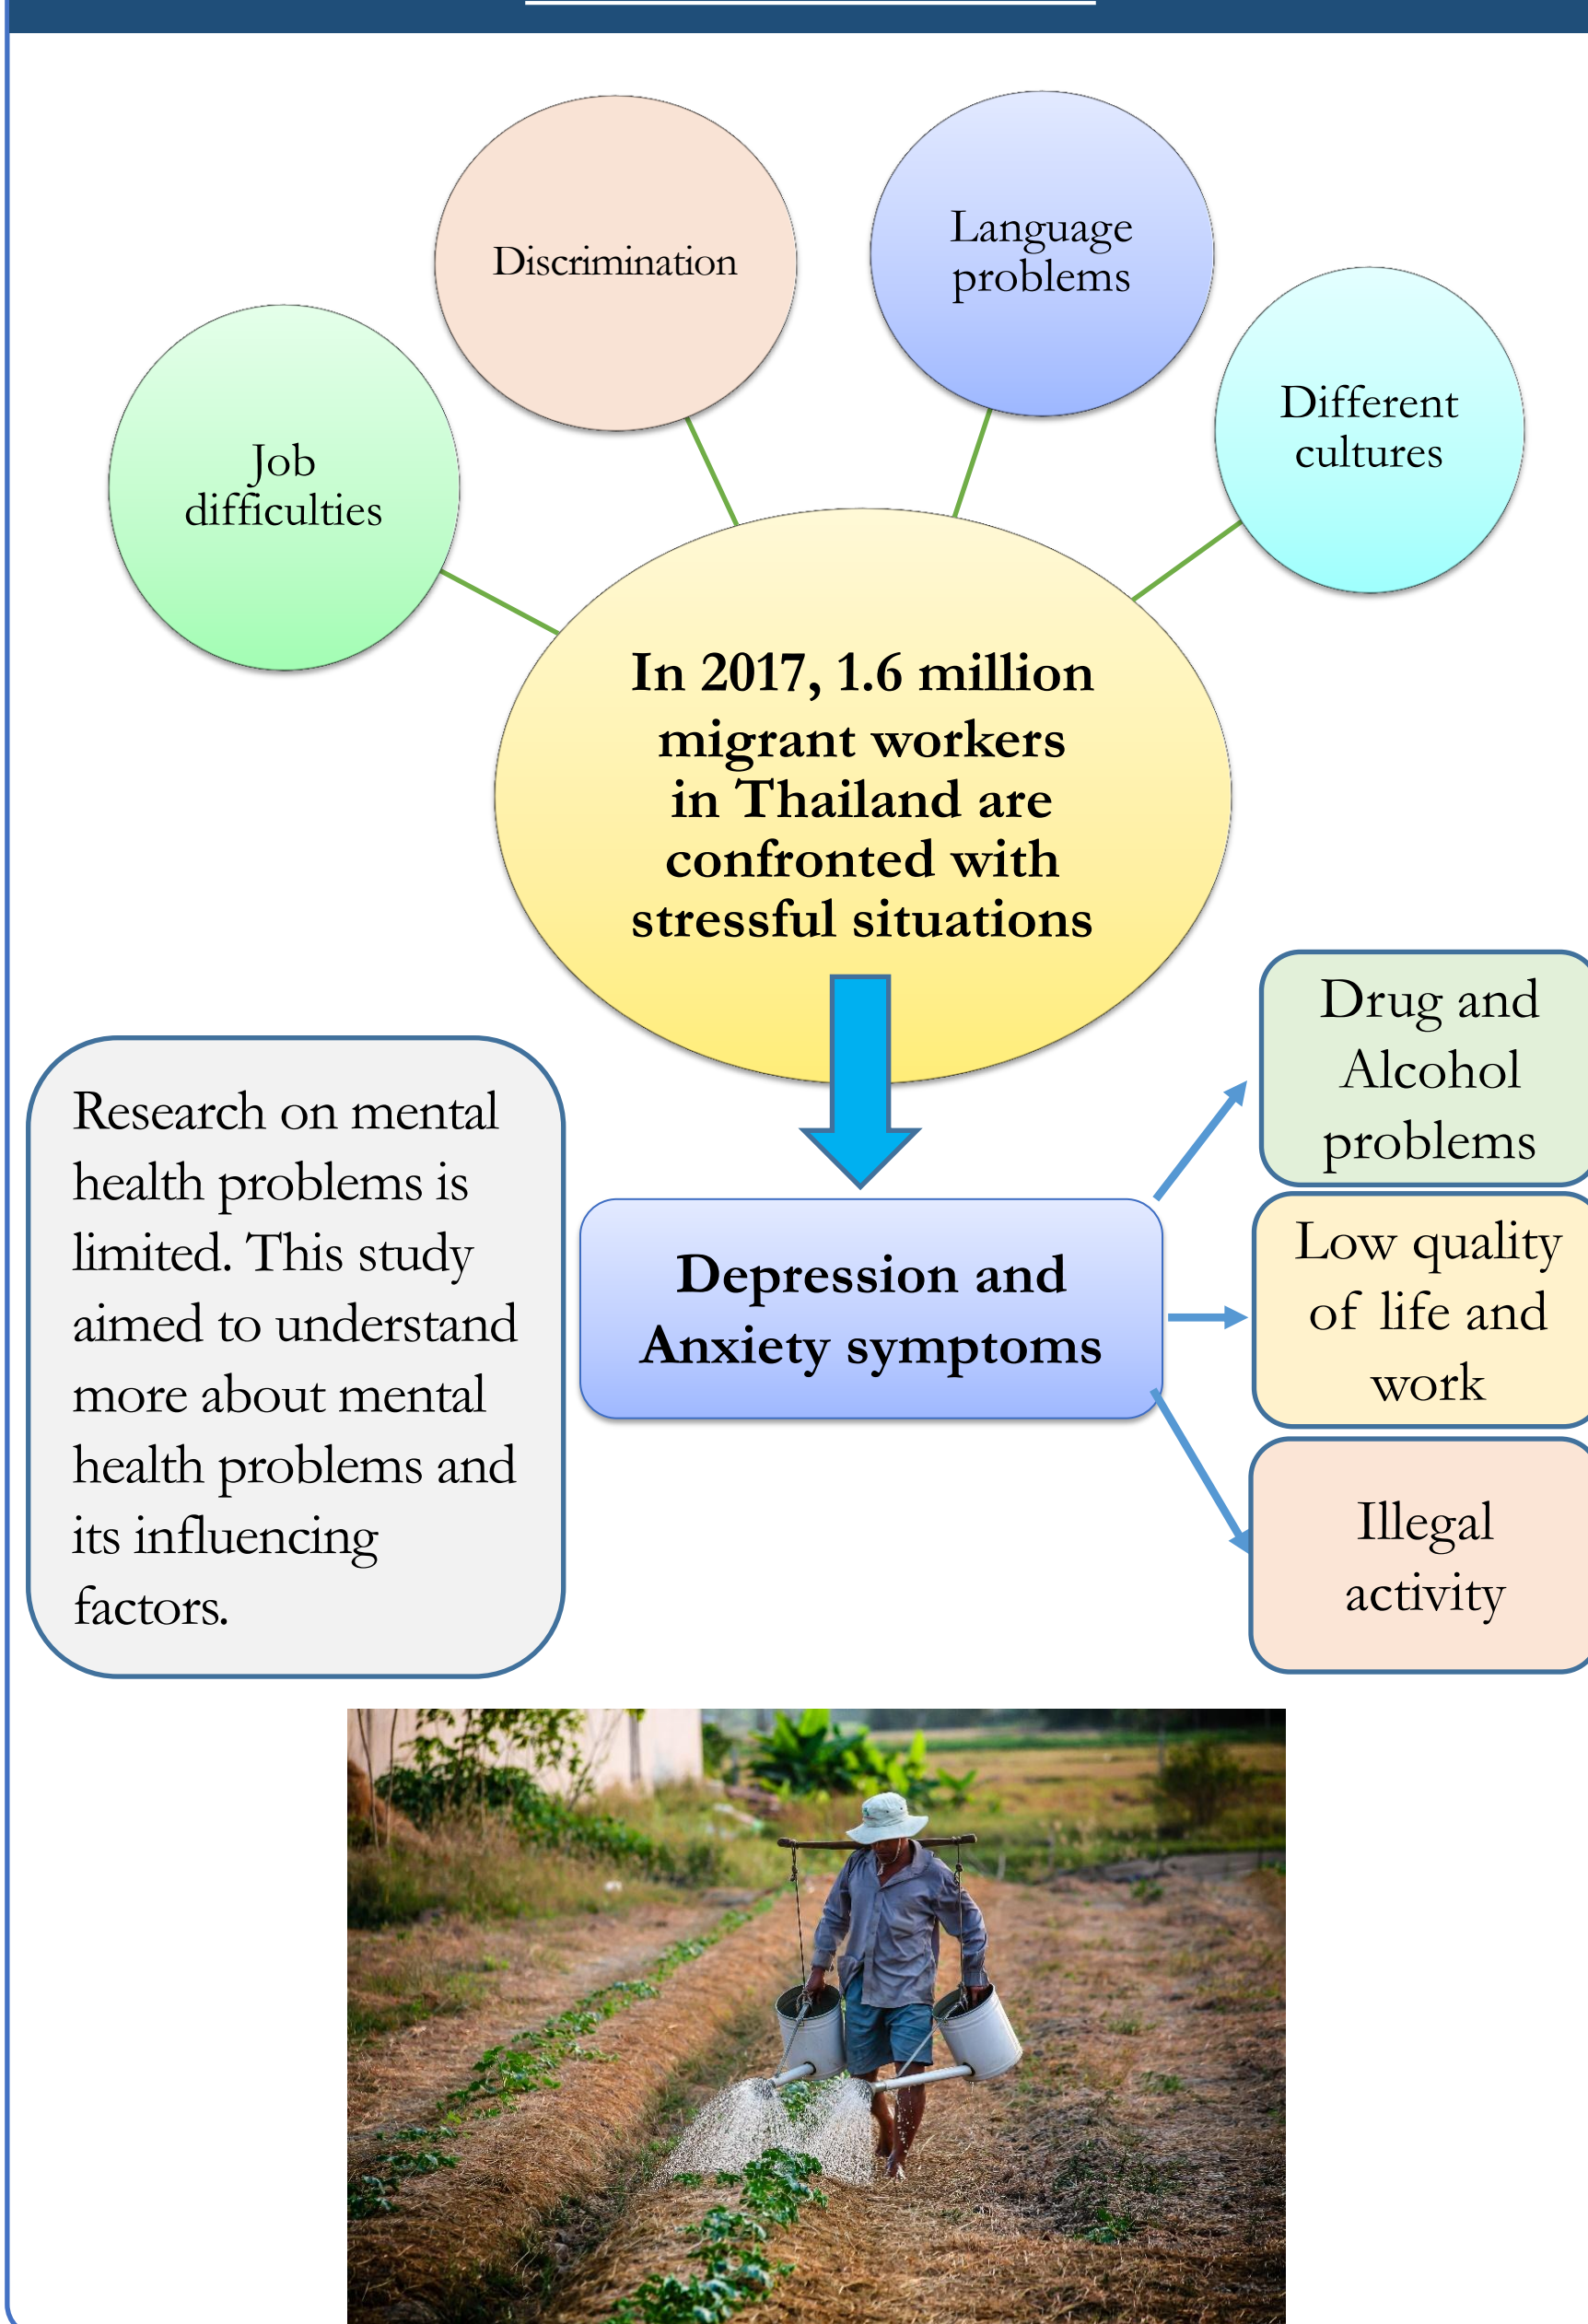 Discrimination
Language
problems
Different
cultures
Job
difficulties
In 2017, 1.6 million
migrant workers
in Thailand are
confronted with
stressful situations
Research on mental
health problems is
limited. This study
aimed to understand
more about mental
health problems and
its influencing
factors.
Depression and
Anxiety symptoms
Drug and
Alcohol
problems
Low quality
of life and
work
Illegal
activity